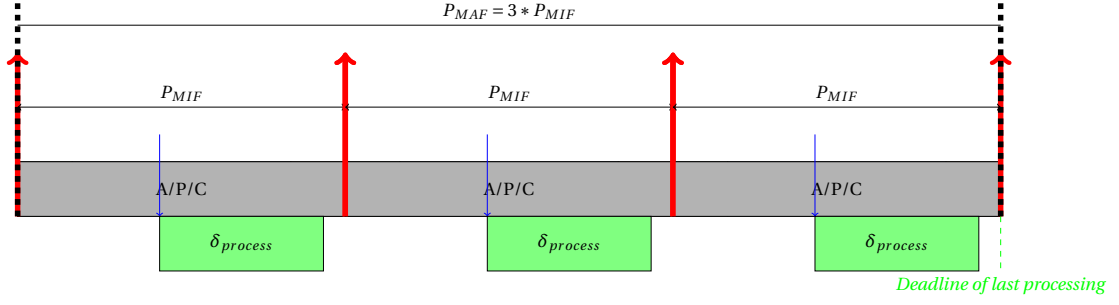 P_MAF = 3 * P_MIF
P_MIF P_MIF P_MIF
A/P/C A/P/C A/P/C
δ_process δ_process δ_process
Deadline of last processing